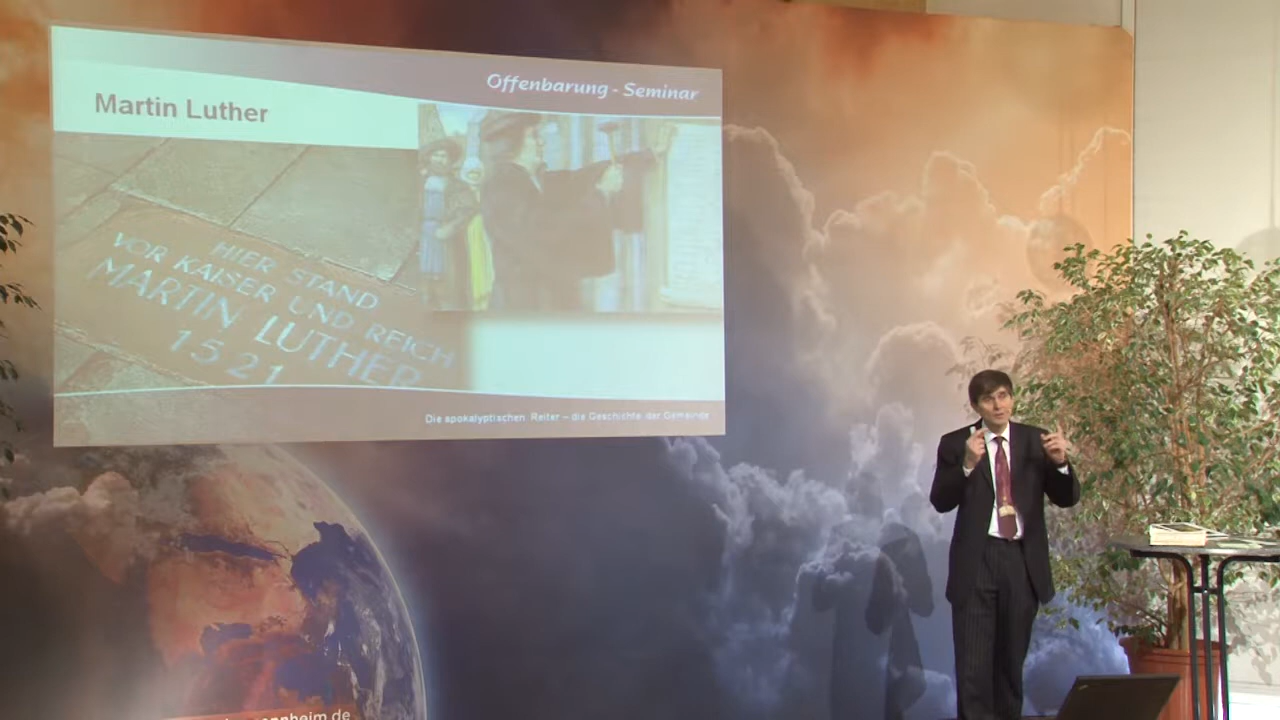 Offenbarung - Seminar
Martin Luther
HIER STAND
VOR KAISER UND REICH
MARTIN LUTHER
1521
Die apokalyptischen Reiter – die Geschichte der Gemeinde